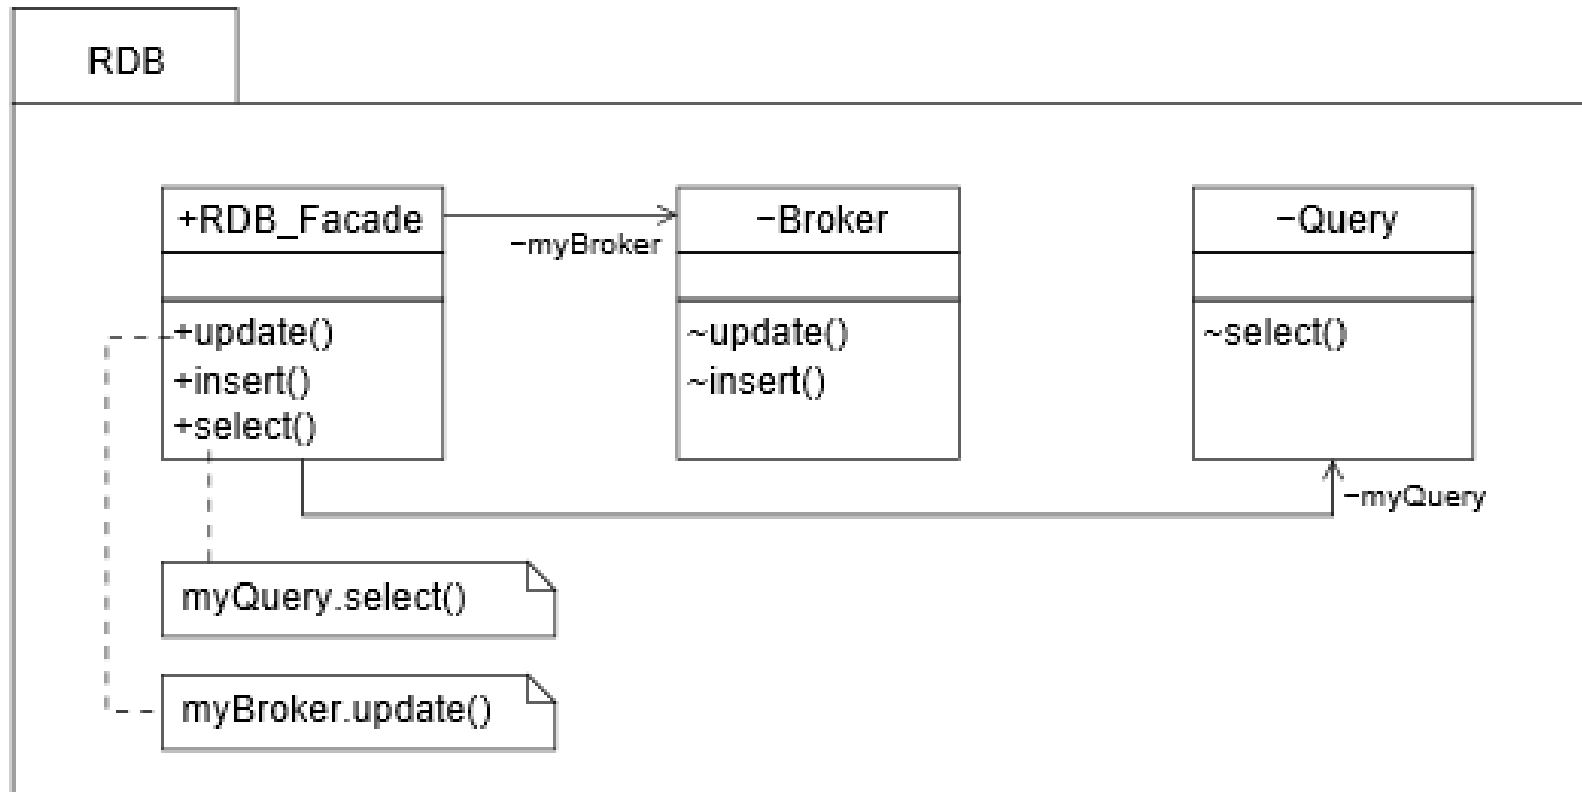 RDB
+RDB_Facade
+update()
+insert()
+select()
−myBroker
−Broker
~update()
~insert()
−Query
~select()
−myQuery
myQuery.select()
myBroker.update()